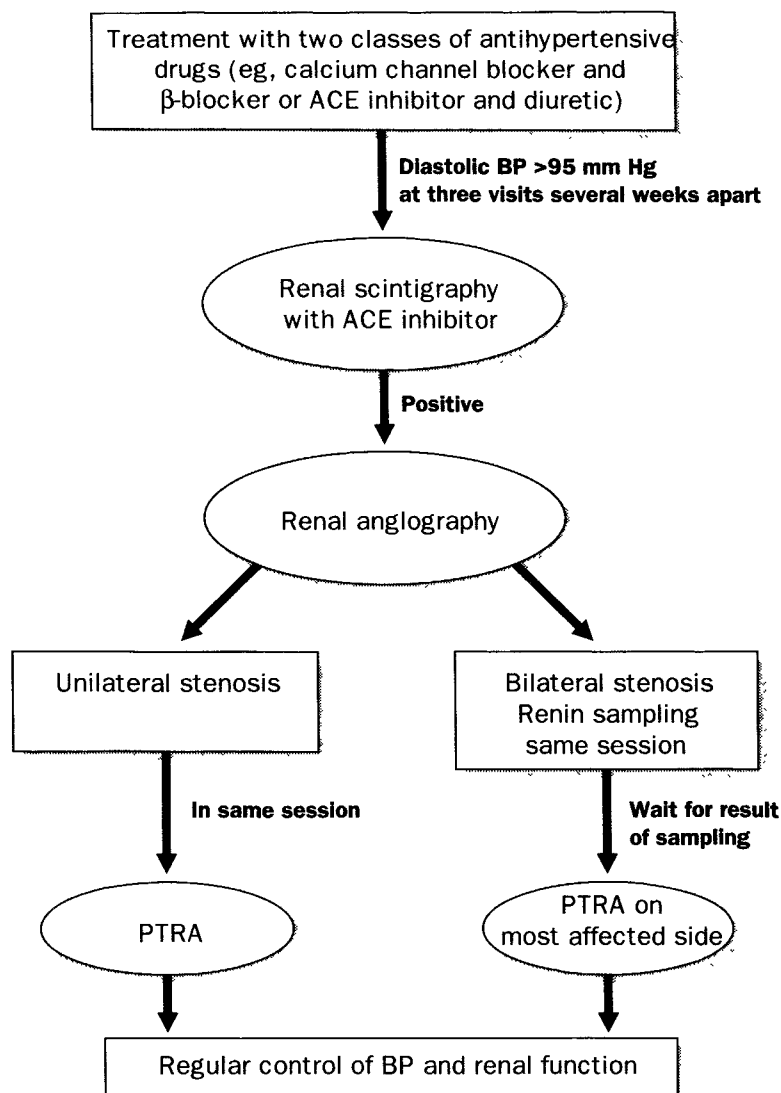 Treatment with two classes of antihypertensive
drugs (eg, calcium channel blocker and
β-blocker or ACE inhibitor and diuretic)
Diastolic BP >95 mm Hg
at three visits several weeks apart
Renal scintigraphy
with ACE inhibitor
Positive
Renal anglography
Unilateral stenosis
Bilateral stenosis
Renin sampling
same session
In same session
Wait for result
of sampling
PTRA
PTRA on
most affected side
Regular control of BP and renal function